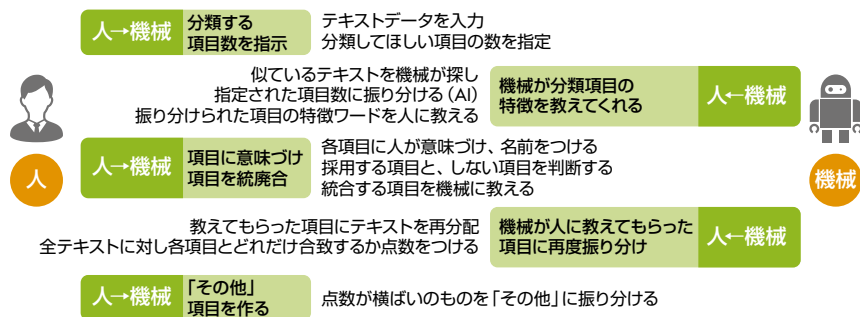 人→機械
分類する
項目数を指示
テキストデータを入力
分類してほしい項目の数を指定
似ているテキストを機械が探し
指定された項目数に振り分ける(AI)
振り分けられた項目の特徴ワードを人に教える
機械が分類項目の
特徴を教えてくれる
人←機械
人
人→機械
項目に意味づけ
項目を統廃合
各項目に人が意味づけ、名前をつける
採用する項目と、しない項目を判断する
統合する項目を機械に教える
機械
教えてもらった項目にテキストを再分配
全テキストに対し各項目とどれだけ合致するか点数をつける
機械が人に教えてもらった
項目に再度振り分け
人←機械
人→機械
「その他」
項目を作る
点数が横ばいのものを「その他」に振り分ける